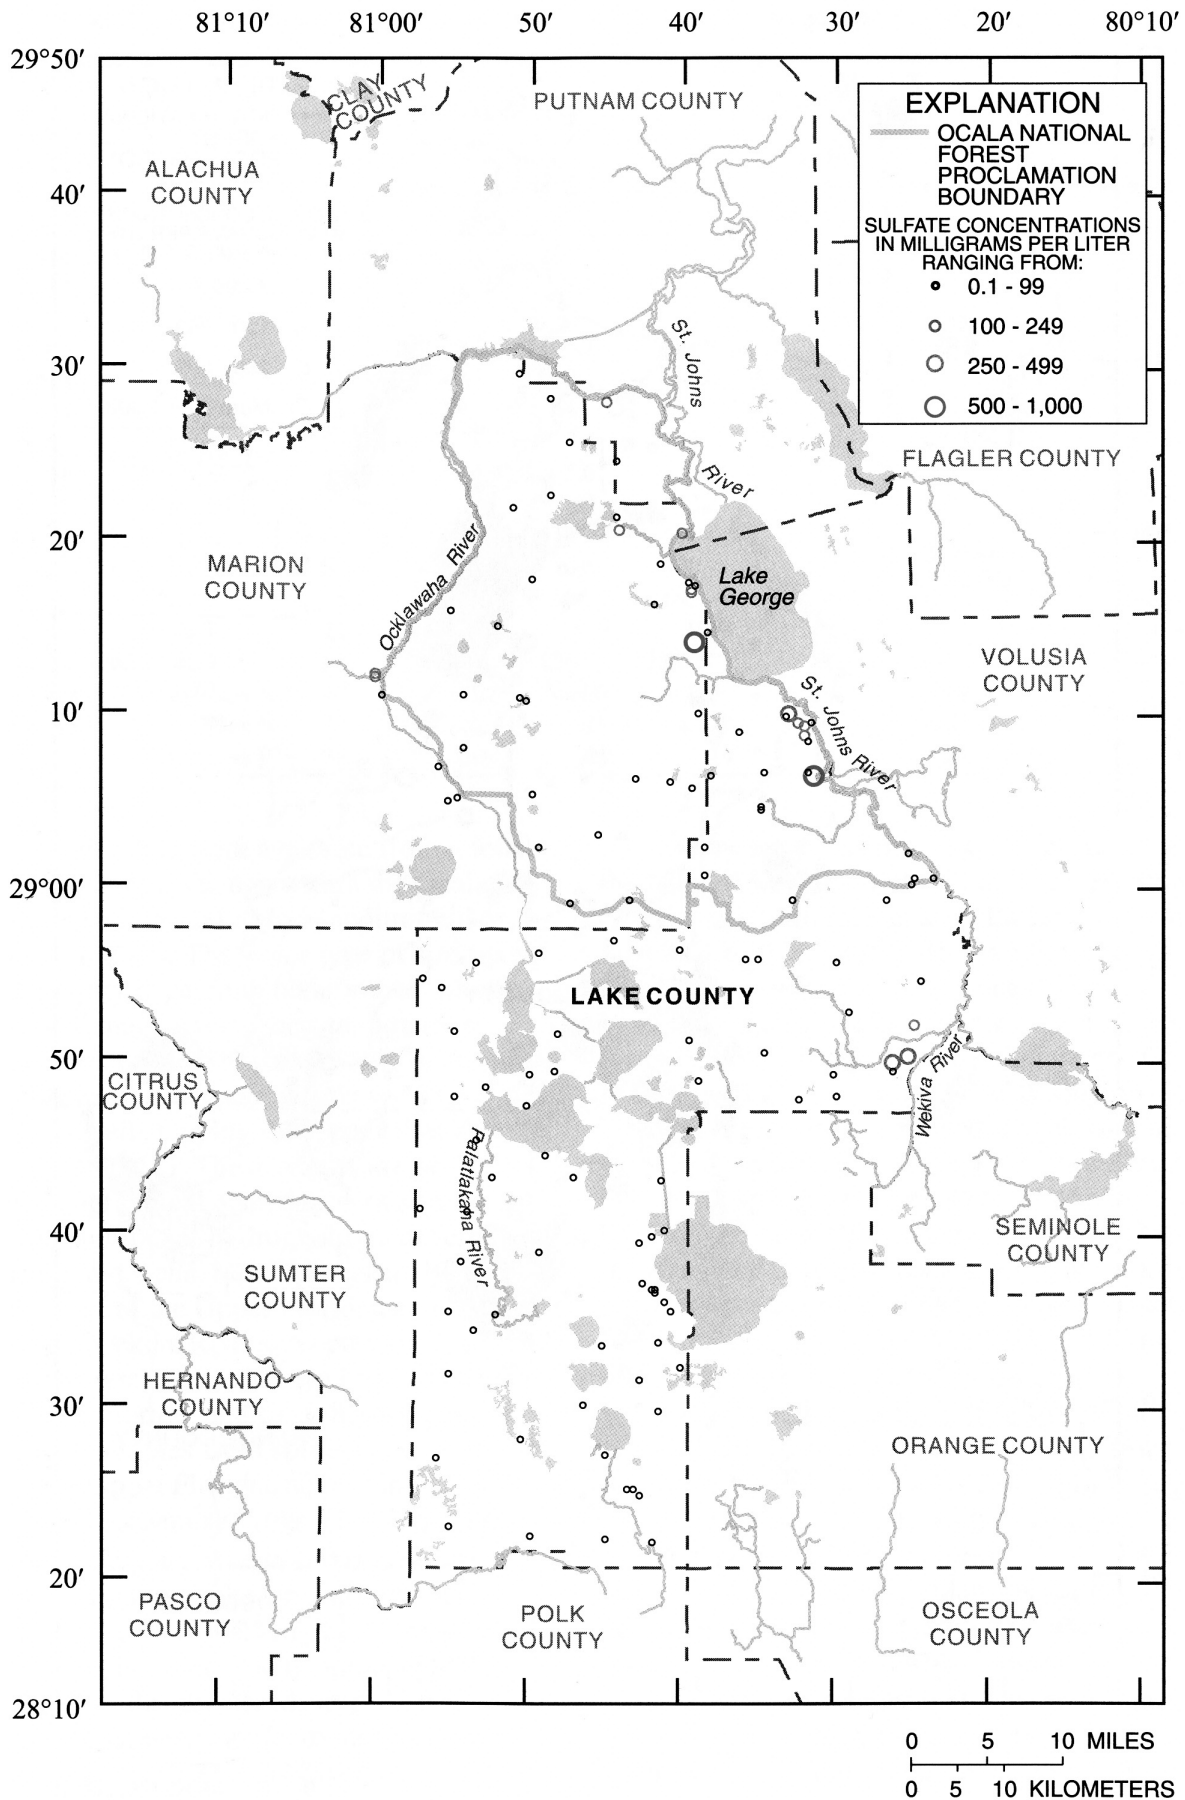 81°10′ 81°00′ 50′ 40′ 30′ 20′ 80°10′
29°50′
CLAY
COUNTY
PUTNAM COUNTY
EXPLANATION
OCALA NATIONAL
FOREST
PROCLAMATION
BOUNDARY
SULFATE CONCENTRATIONS
IN MILLIGRAMS PER LITER
RANGING FROM:
0.1 - 99
100 - 249
250 - 499
500 - 1,000
ALACHUA
COUNTY
40′
St. Johns
River
30′
FLAGLER COUNTY
20′
MARION
COUNTY
Ocklawaha River
Lake
George
VOLUSIA
COUNTY
10′
St. Johns River
29°00′
LAKE COUNTY
50′
CITRUS
COUNTY
Wekiva River
Palatlakaha River
40′
SEMINOLE
COUNTY
SUMTER
COUNTY
HERNANDO
COUNTY
30′
ORANGE COUNTY
20′
PASCO
COUNTY
POLK
COUNTY
OSCEOLA
COUNTY
28°10′
0 5 10 MILES
0 5 10 KILOMETERS